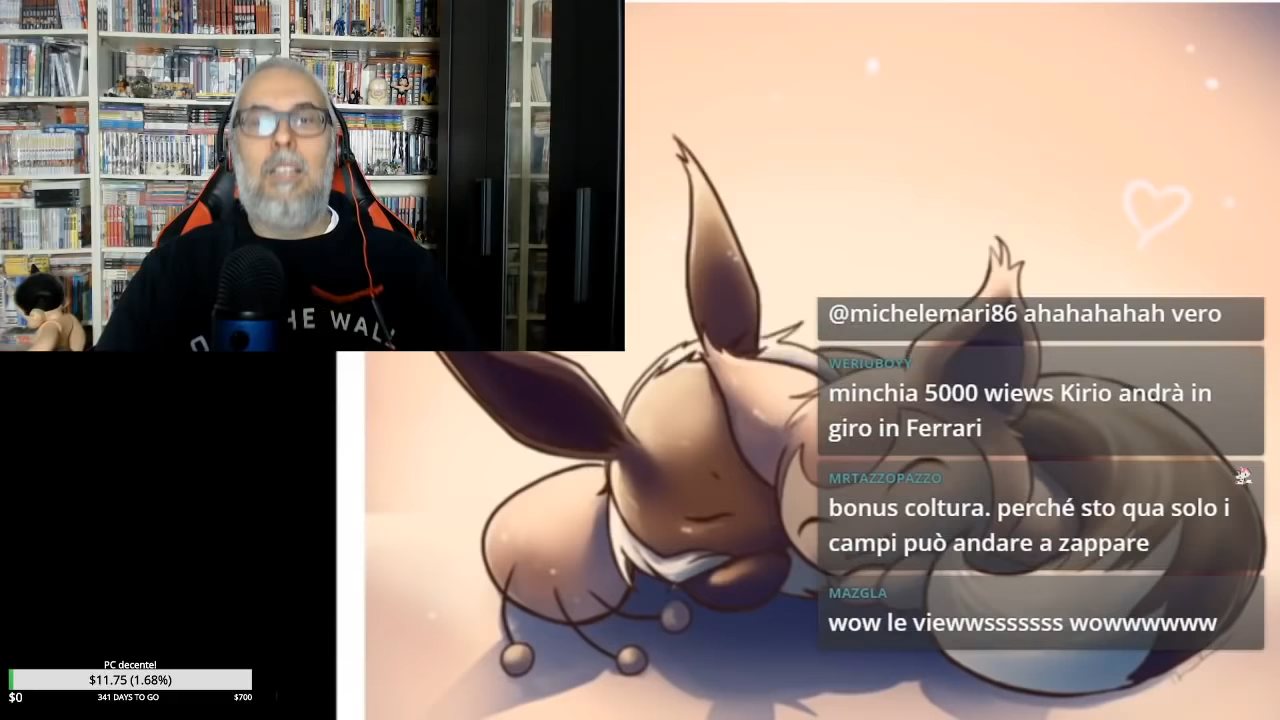 HE WALL
@michelemari86 ahahahahah vero
WERIUBOYY
minchia 5000 wiews Kirio andrà in
giro in Ferrari
MRTAZZOPAZZO
bonus coltura. perché sto qua solo i
campi può andare a zappare
MAZGLA
wow le viewwsssssss wowwwwww
PC decente!
$11.75 (1.68%)
$0
341 DAYS TO GO
$700